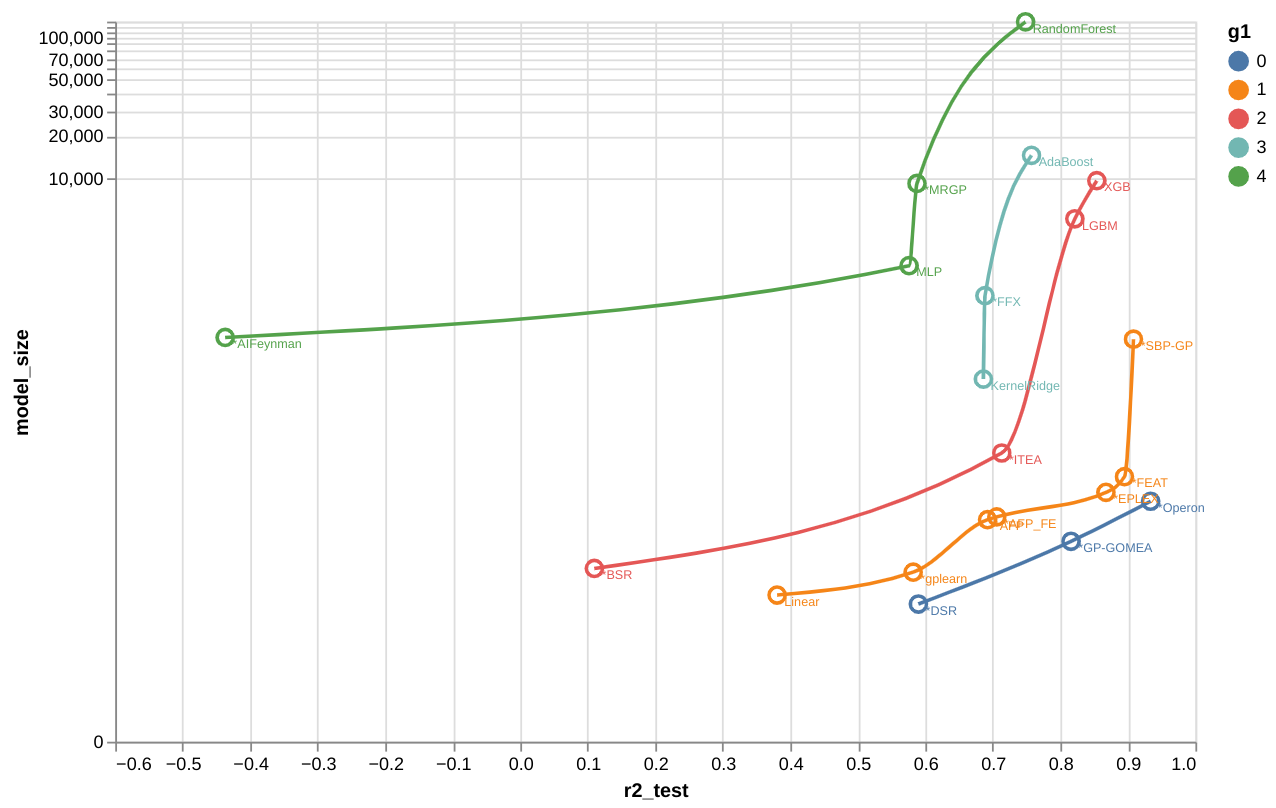 100,000
70,000
50,000
30,000
20,000
10,000
0
model_size
−0.6 −0.5 −0.4 −0.3 −0.2 −0.1 0.0 0.1 0.2 0.3 0.4 0.5 0.6 0.7 0.8 0.9 1.0
r2_test
g1
0
1
2
3
4
RandomForest
AdaBoost
XGB
*MRGP
LGBM
MLP
*FFX
*AIFeynman
*SBP-GP
KernelRidge
*ITEA
*FEAT
*EPLEX
*Operon
*AFP
*AFP_FE
*GP-GOMEA
*BSR
*gplearn
Linear
*DSR